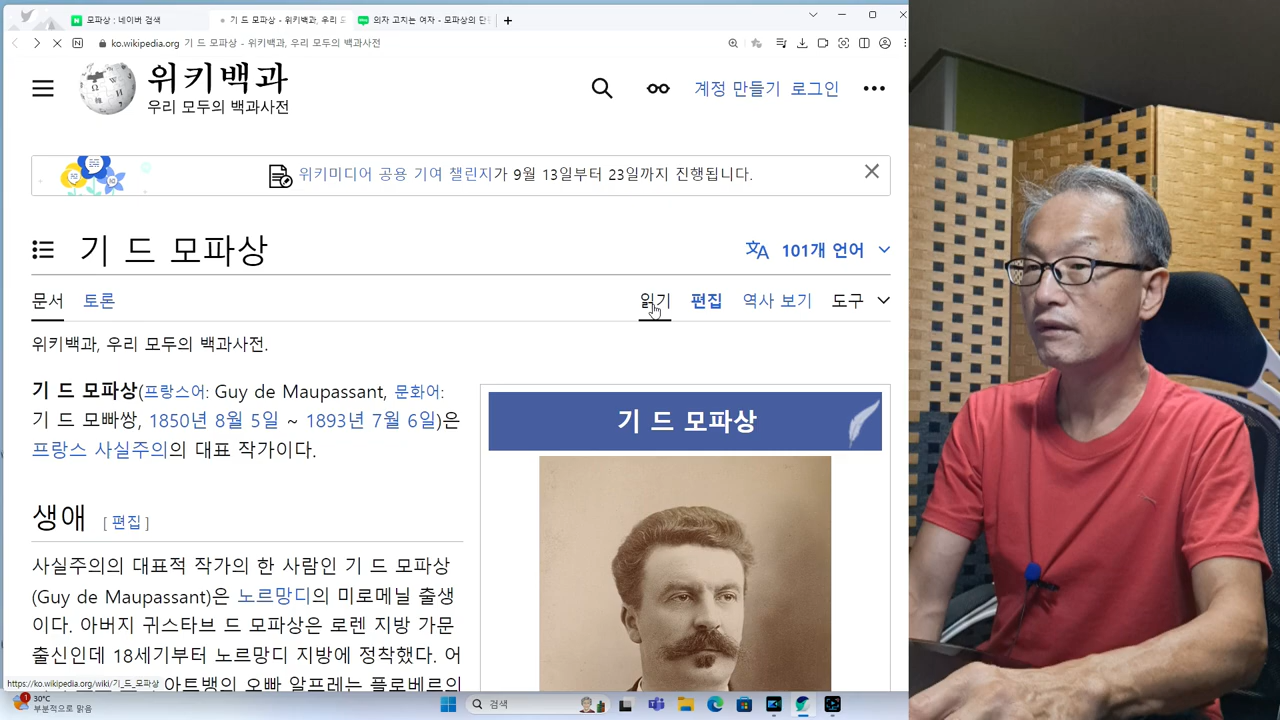 모파상 : 네이버 검색
기 드 모파상 - 위키백과, 우리 모
의자 고치는 여자 - 모파상의 단
ko.wikipedia.org 기 드 모파상 - 위키백과, 우리 모두의 백과사전
위키백과
우리 모두의 백과사전
계정 만들기 로그인
위키미디어 공용 기여 챌린지가 9월 13일부터 23일까지 진행됩니다.
기 드 모파상
101개 언어
문서 토론
읽기 편집 역사 보기 도구
위키백과, 우리 모두의 백과사전.
기 드 모파상(프랑스어: Guy de Maupassant, 문화어:
기 드 모빠쌍, 1850년 8월 5일 ~ 1893년 7월 6일)은
프랑스 사실주의의 대표 작가이다.
기 드 모파상
생애 [편집]
사실주의의 대표적 작가의 한 사람인 기 드 모파상
(Guy de Maupassant)은 노르망디의 미로메닐 출생
이다. 아버지 귀스타브 드 모파상은 로렌 지방 가문
출신인데 18세기부터 노르망디 지방에 정착했다. 어
아트뱅의 오빠 알프레는 플로베르의
https://ko.wikipedia.org/wiki/기_드_모파상
1
30°C
부분적으로 맑음
검색